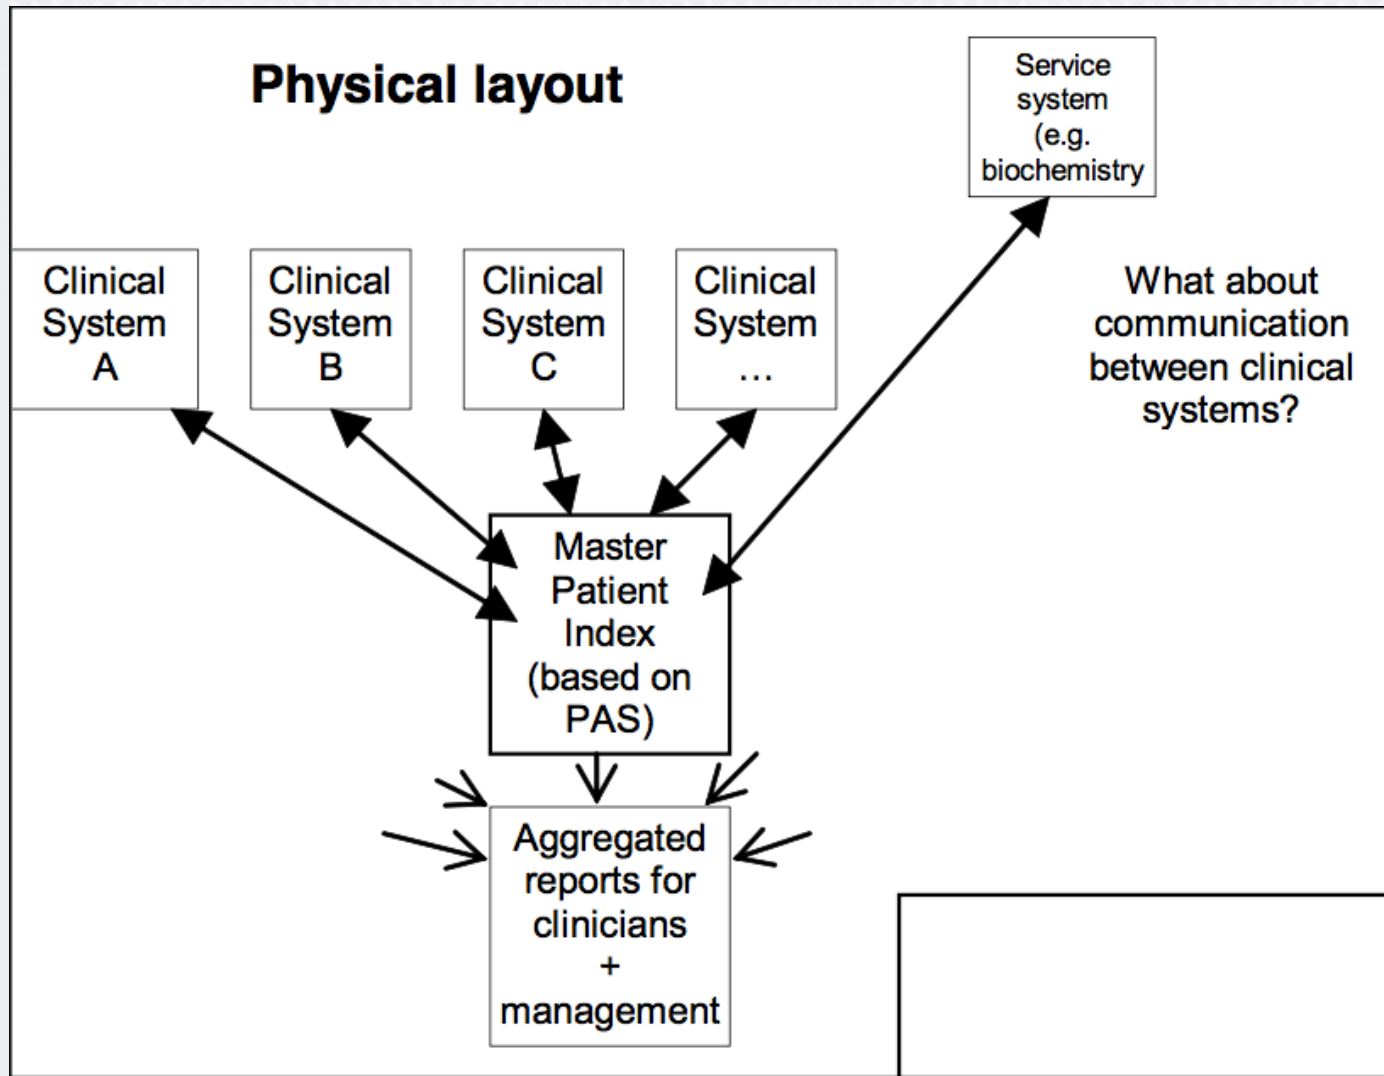 Physical layout
Service
system
(e.g.
biochemistry
Clinical
System
A
Clinical
System
B
Clinical
System
C
Clinical
System
...
What about
communication
between clinical
systems?
Master
Patient
Index
(based on
PAS)
Aggregated
reports for
clinicians
+
management